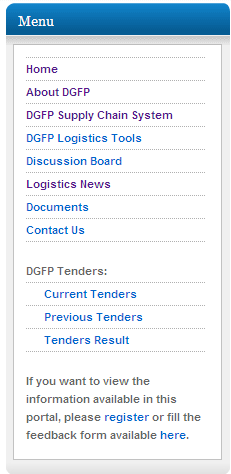 Menu
Home
About DGFP
DGFP Supply Chain System
DGFP Logistics Tools
Discussion Board
Logistics News
Documents
Contact Us
DGFP Tenders:
Current Tenders
Previous Tenders
Tenders Result
If you want to view the
information available in this
portal, please register or fill the
feedback form available here.